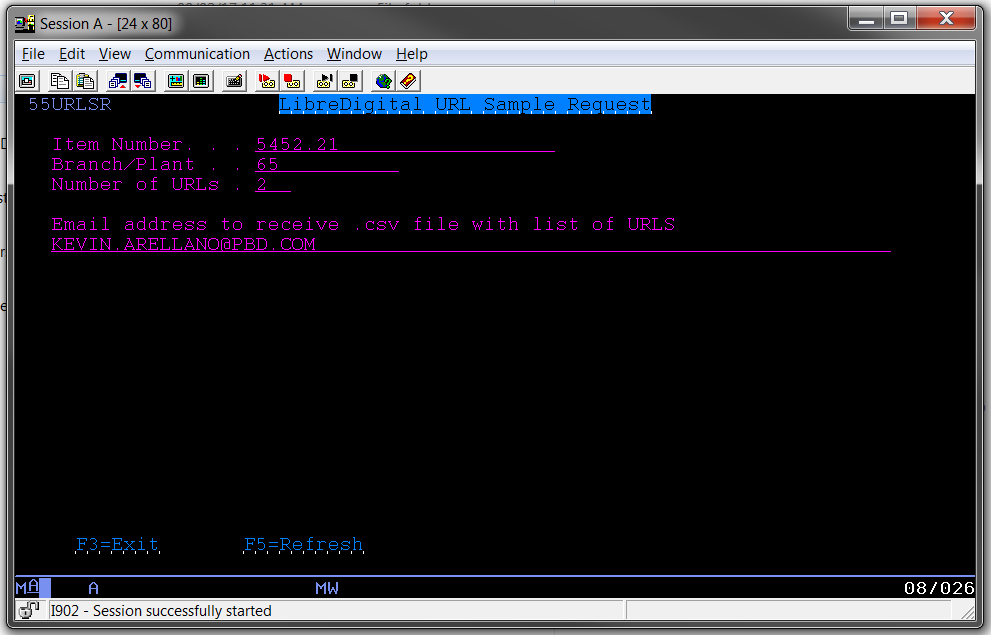 Session A - [24 x 80]
File Edit View Communication Actions Window Help
55URLSR LibreDigital URL Sample Request
Item Number. . . 5452.21
Branch/Plant . . 65
Number of URLs . 2
Email address to receive .csv file with list of URLS
KEVIN.ARELLANO@PBD.COM
F3=Exit F5=Refresh
MA A MW 08/026
I902 - Session successfully started